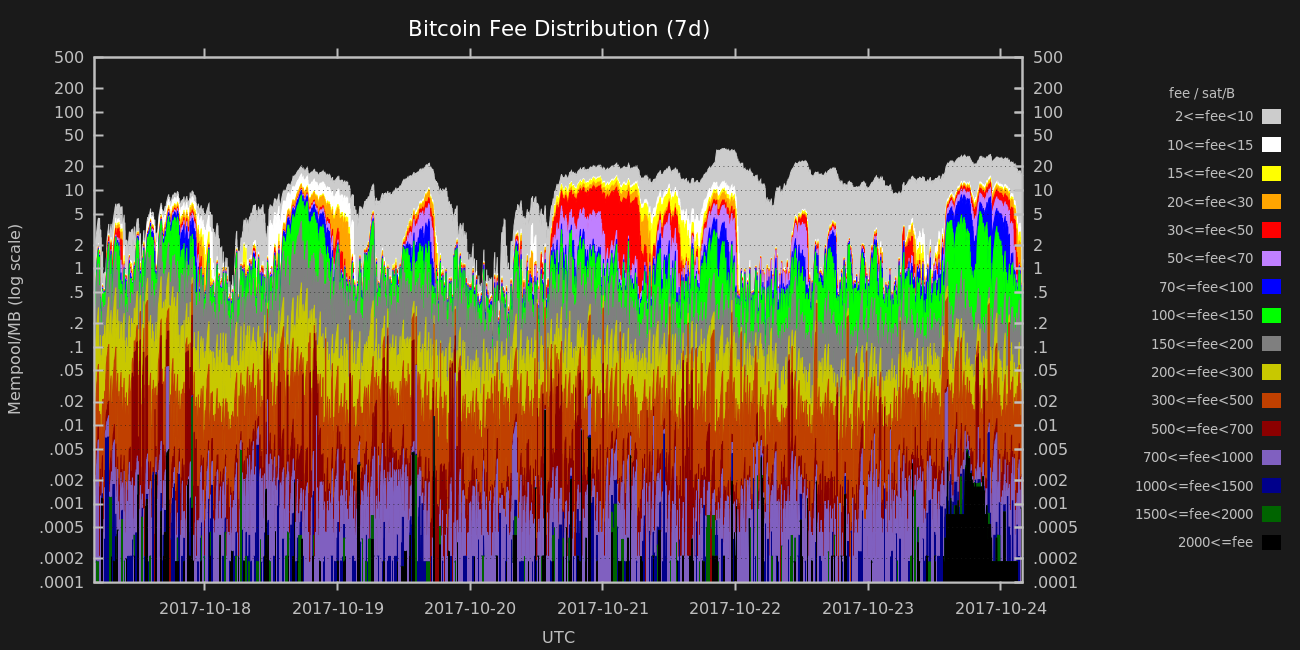 Bitcoin Fee Distribution (7d)
500
200
100
50
20
10
5
2
1
.5
.2
.1
.05
.02
.01
.005
.002
.001
.0005
.0002
.0001
Mempool/MB (log scale)
500
200
100
50
20
10
5
2
1
.5
.2
.1
.05
.02
.01
.005
.002
.001
.0005
.0002
.0001
2017-10-18
2017-10-19
2017-10-20
2017-10-21
2017-10-22
2017-10-23
2017-10-24
UTC
fee / sat/B
2<=fee<10
10<=fee<15
15<=fee<20
20<=fee<30
30<=fee<50
50<=fee<70
70<=fee<100
100<=fee<150
150<=fee<200
200<=fee<300
300<=fee<500
500<=fee<700
700<=fee<1000
1000<=fee<1500
1500<=fee<2000
2000<=fee